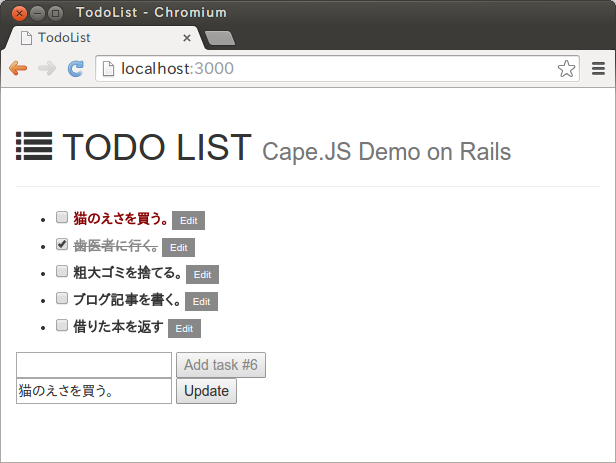 TodoList - Chromium
TodoList
localhost:3000
TODO LIST Cape.JS Demo on Rails
猫のえさを買う。 Edit
歯医者に行く。 Edit
粗大ゴミを捨てる。 Edit
ブログ記事を書く。 Edit
借りた本を返す Edit
Add task #6
猫のえさを買う。 Update